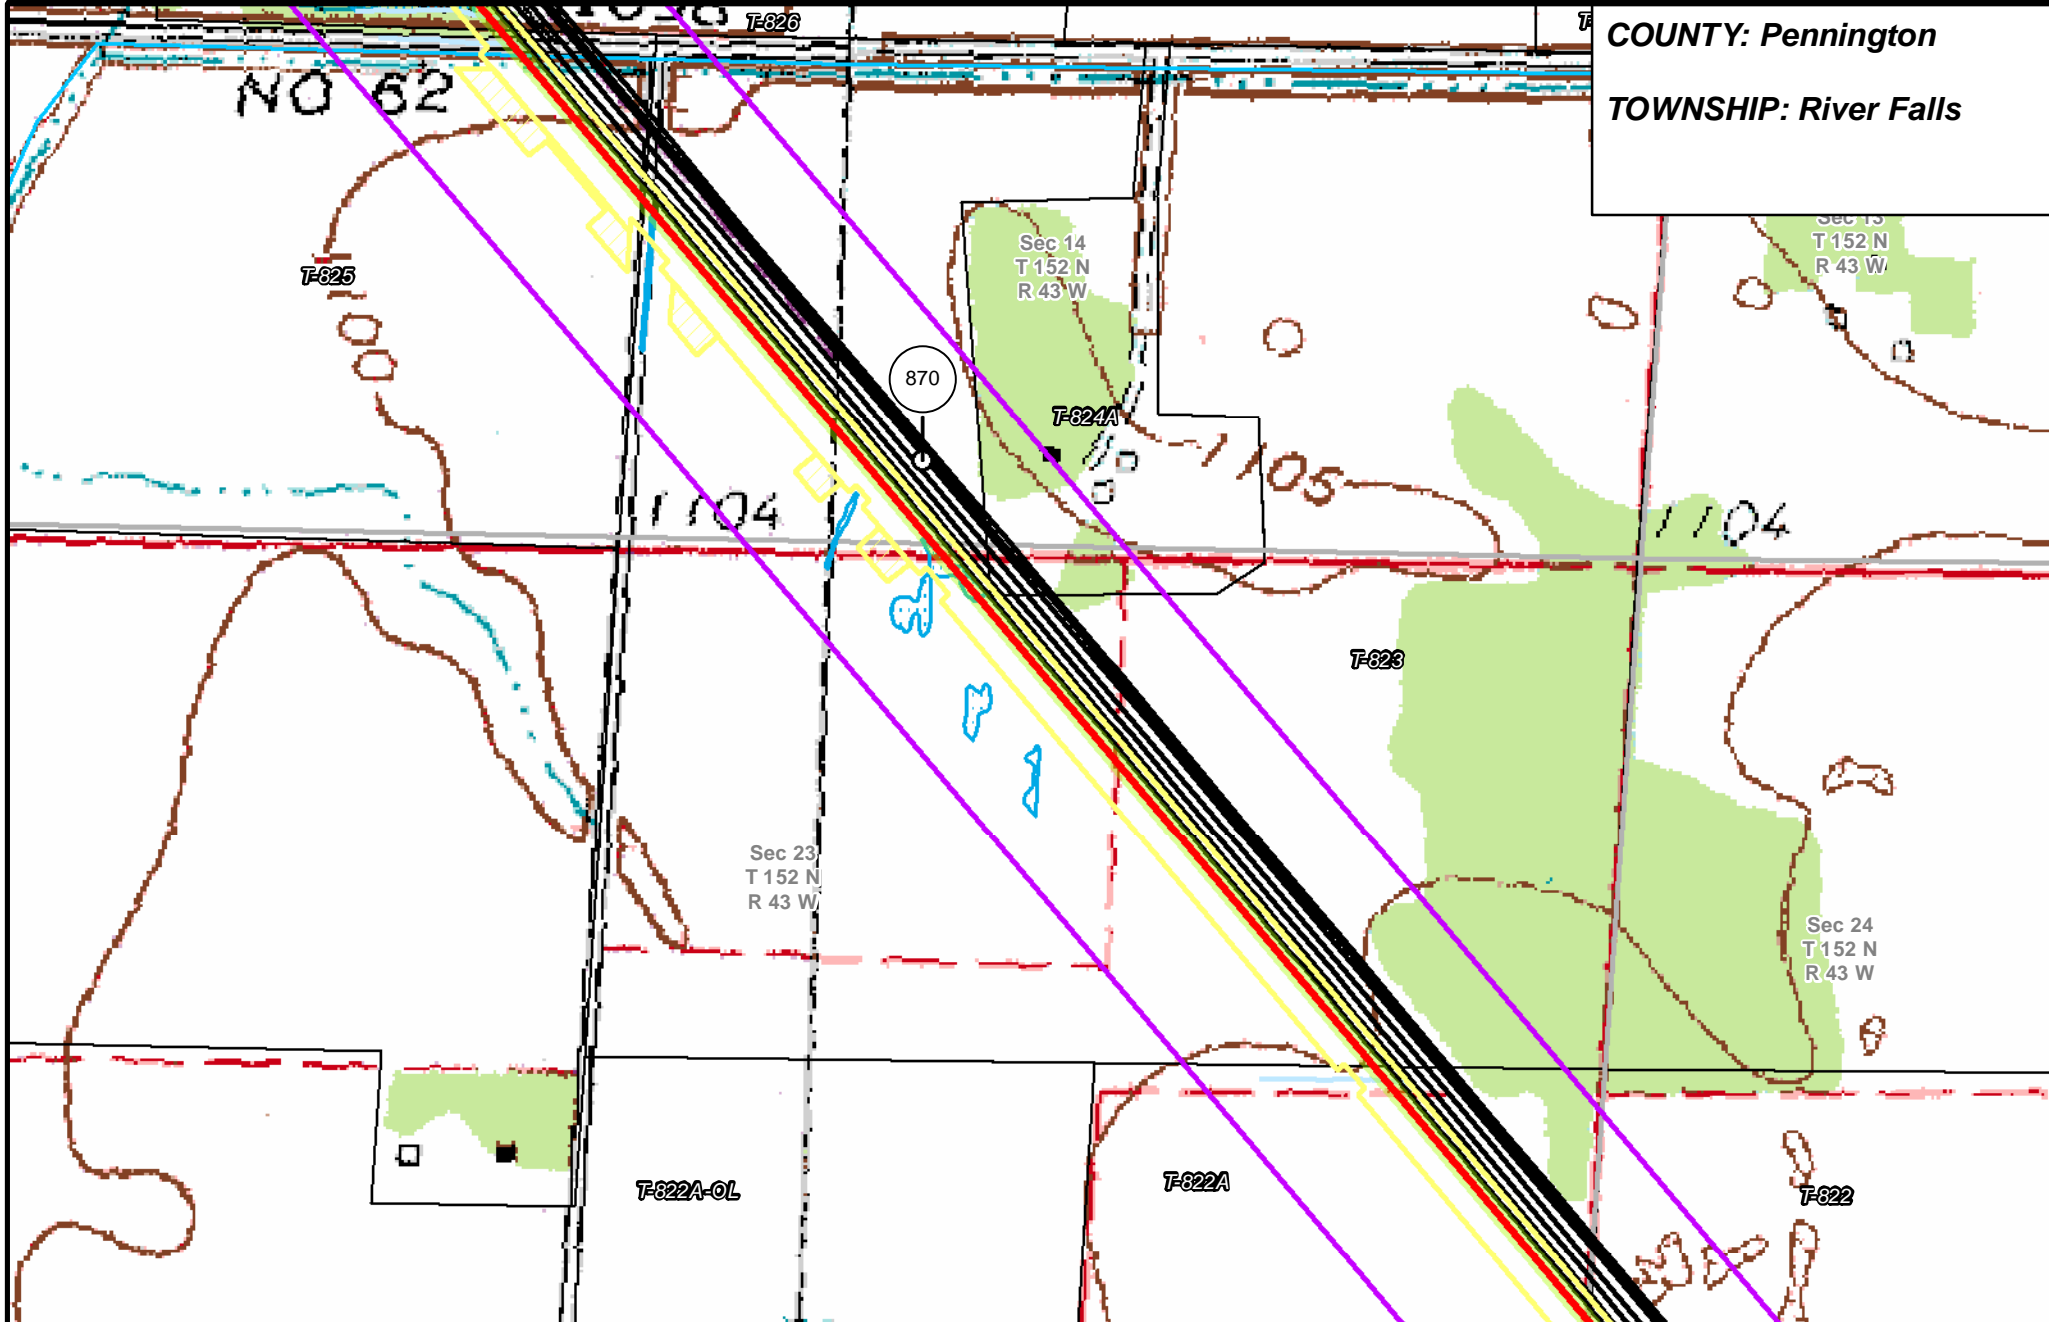 T-826
COUNTY: Pennington
TOWNSHIP: River Falls
NO 62
Sec 13
T 152 N
R 43 W
Sec 14
T 152 N
R 43 W
T-825
870
T-824A
1105
1104
1104
T-823
Sec 23
T 152 N
R 43 W
Sec 24
T 152 N
R 43 W
T-822A-OL
T-822A
T-822